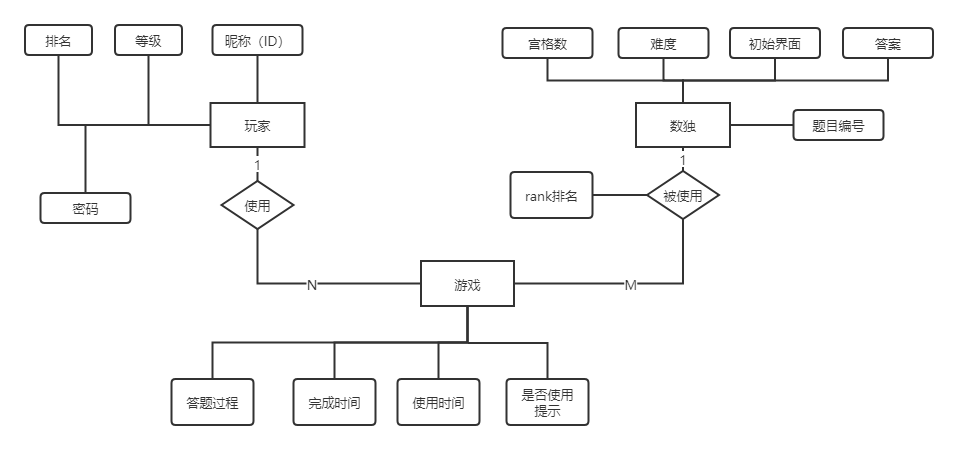 排名
等级
昵称（ID）
宫格数
难度
初始界面
答案
玩家
数独
题目编号
1
1
密码
使用
rank排名
被使用
N
游戏
M
答题过程
完成时间
使用时间
是否使用
提示